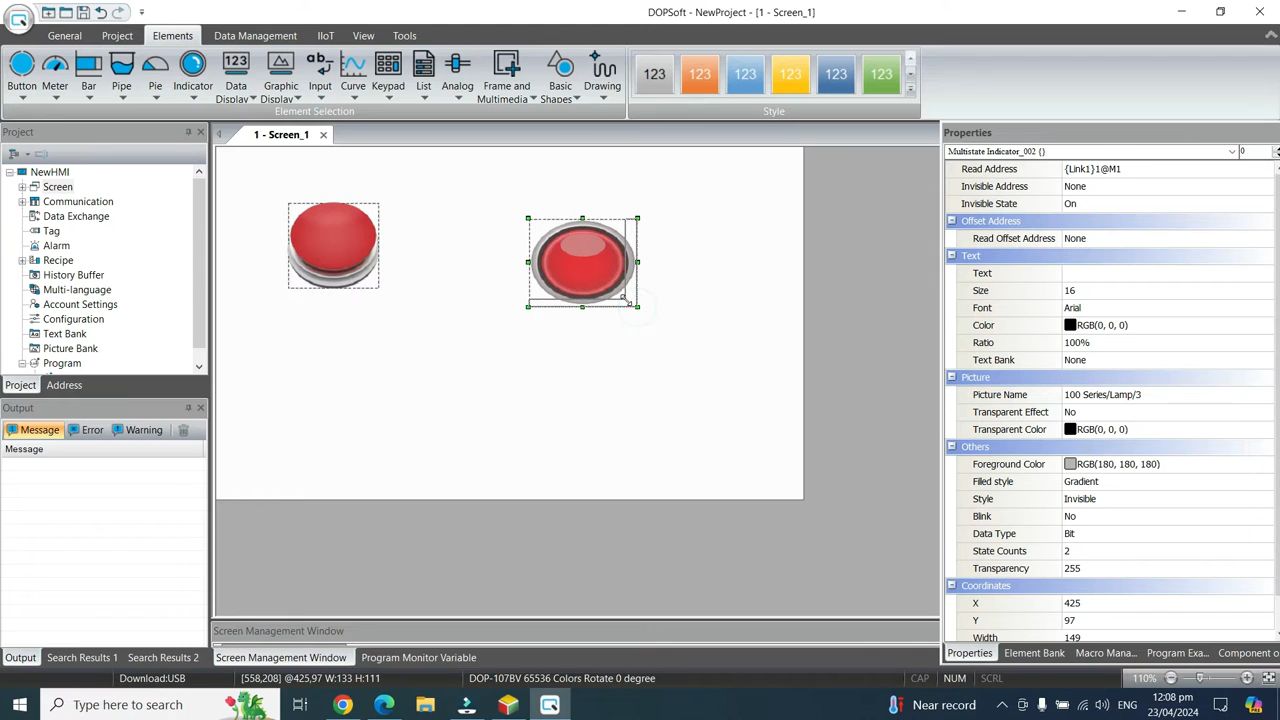 DOPSoft - NewProject - [1 - Screen_1]
General Project Elements Data Management IIoT View Tools
123 ab 123 123 123 123 123 123
Button Meter Bar Pipe Pie Indicator Data Display Graphic Display Input Curve Keypad List Analog Frame and Multimedia Basic Shapes Drawing
Element Selection Style
Project
1 - Screen_1
Properties
Multistate Indicator_002 {} 0
NewHMI
Screen
Communication
Data Exchange
Tag
Alarm
Recipe
History Buffer
Multi-language
Account Settings
Configuration
Text Bank
Picture Bank
Program
Project Address
Output
Message Error Warning
Message
Read Address {Link1}1@M1
Invisible Address None
Invisible State On
Offset Address
Read Offset Address None
Text
Text
Size 16
Font Arial
Color RGB(0, 0, 0)
Ratio 100%
Text Bank None
Picture
Picture Name 100 Series/Lamp/3
Transparent Effect No
Transparent Color RGB(0, 0, 0)
Others
Foreground Color RGB(180, 180, 180)
Filled style Gradient
Style Invisible
Blink No
Data Type Bit
State Counts 2
Transparency 255
Coordinates
X 425
Y 97
Width 149
Screen Management Window
Output Search Results 1 Search Results 2 Screen Management Window Program Monitor Variable
Properties Element Bank Macro Mana... Program Exa... Component o
Download:USB [558,208] @425,97 W:133 H:111 DOP-107BV 65536 Colors Rotate 0 degree CAP NUM SCRL 110%
Type here to search
Near record ENG 12:08 pm
23/04/2024